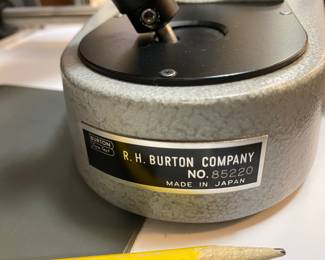 BURTON
R. H. BURTON COMPANY
NO. 85220
MADE IN JAPAN